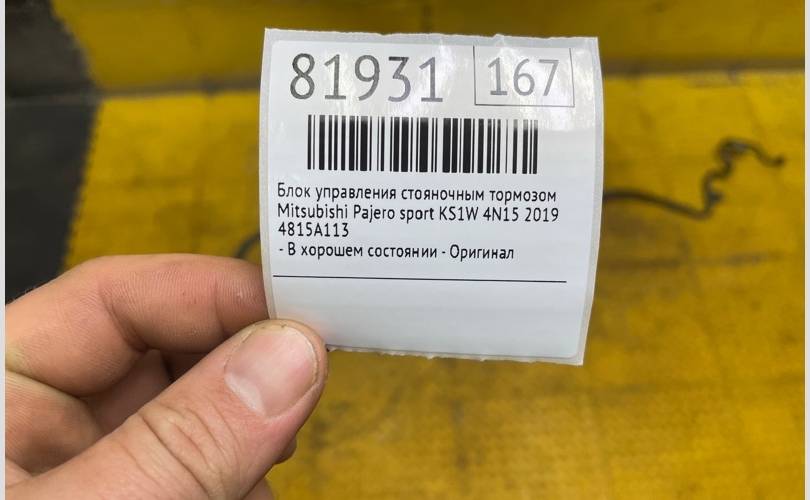 81931 167
Блок управления стояночным тормозом
Mitsubishi Pajero sport KS1W 4N15 2019
4815A113
- В хорошем состоянии - Оригинал